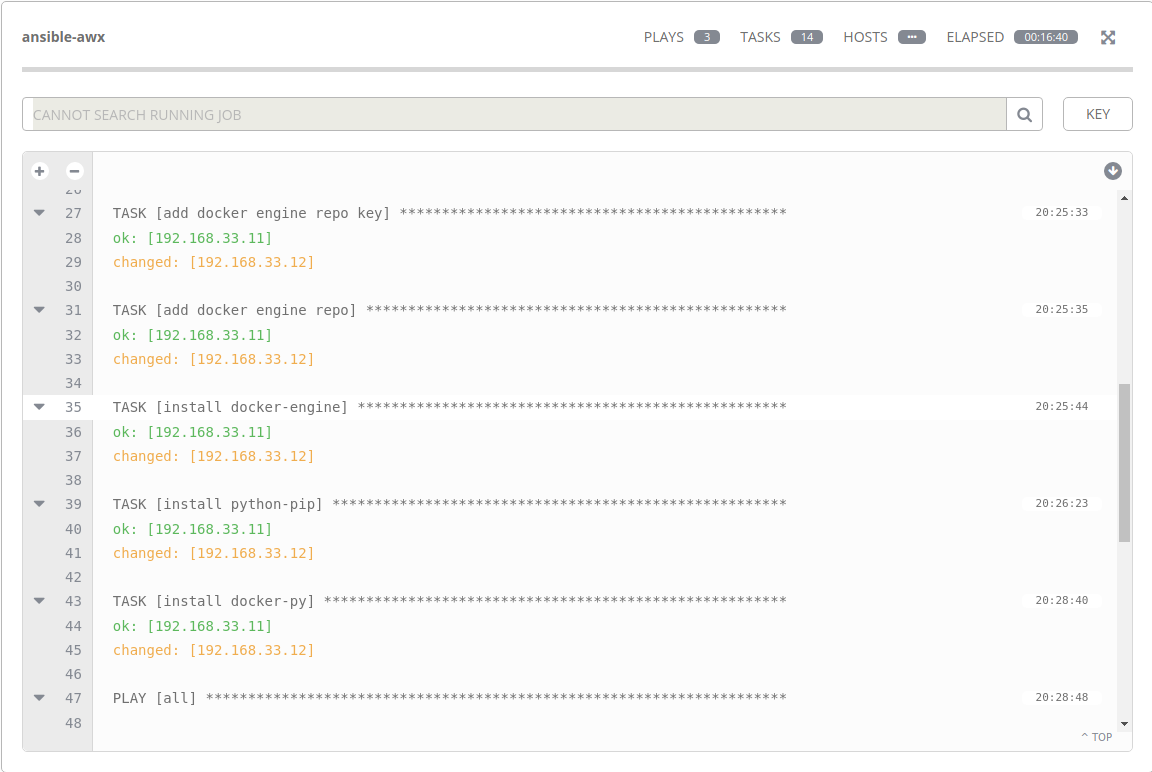 ansible-awx PLAYS 3 TASKS 14 HOSTS ... ELAPSED 00:16:40
CANNOT SEARCH RUNNING JOB KEY
26
27 TASK [add docker engine repo key] ********************************************** 20:25:33
28 ok: [192.168.33.11]
29 changed: [192.168.33.12]
30
31 TASK [add docker engine repo] ************************************************** 20:25:35
32 ok: [192.168.33.11]
33 changed: [192.168.33.12]
34
35 TASK [install docker-engine] *************************************************** 20:25:44
36 ok: [192.168.33.11]
37 changed: [192.168.33.12]
38
39 TASK [install python-pip] ****************************************************** 20:26:23
40 ok: [192.168.33.11]
41 changed: [192.168.33.12]
42
43 TASK [install docker-py] ******************************************************* 20:28:40
44 ok: [192.168.33.11]
45 changed: [192.168.33.12]
46
47 PLAY [all] ********************************************************************* 20:28:48
48
^ TOP